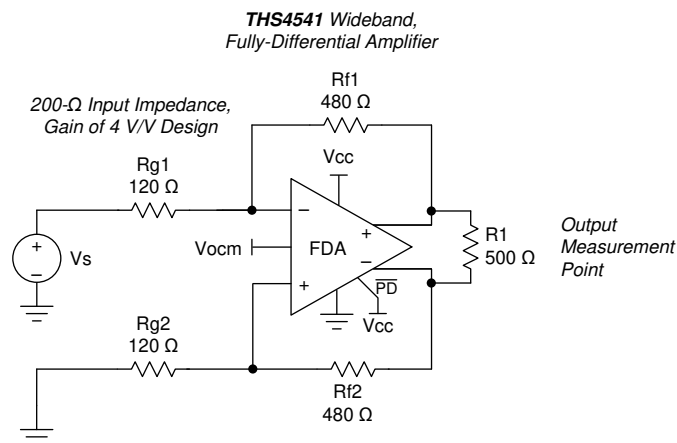 THS4541 Wideband,
Fully-Differential Amplifier
Rf1
480 Ω
200-Ω Input Impedance,
Gain of 4 V/V Design
Vcc
Rg1
120 Ω
−
+
Vocm
FDA
R1
500 Ω
Output
Measurement
Point
+
−
Vs
−
+
PD
Vcc
Rg2
120 Ω
Rf2
480 Ω